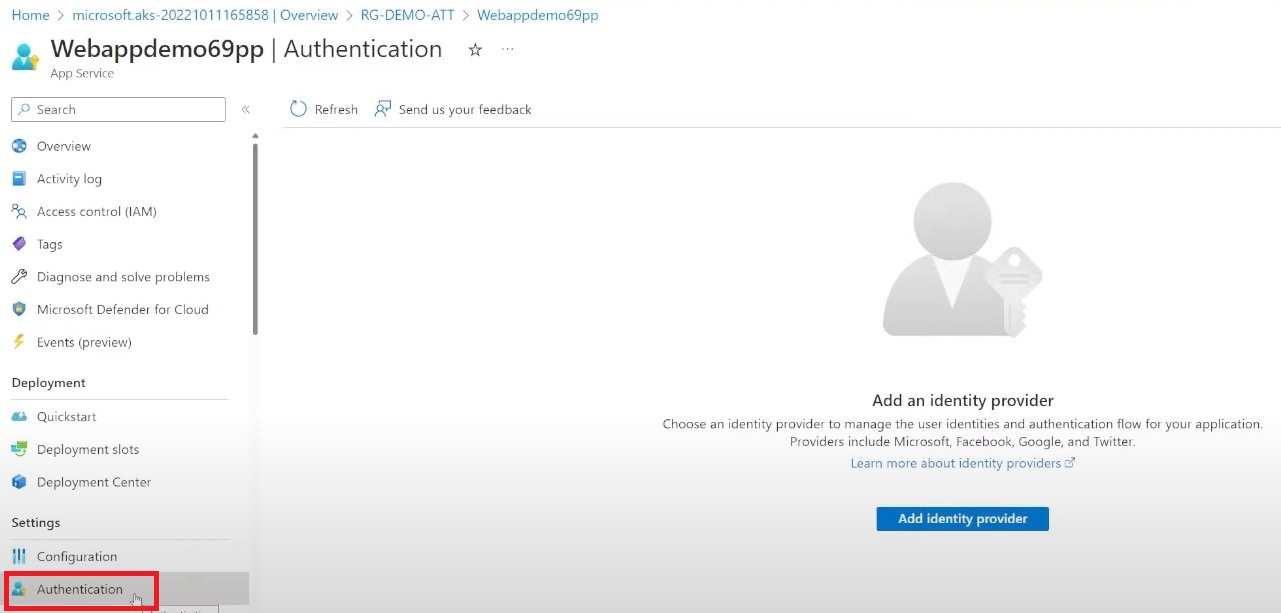 Home > microsoft.aks-20221011165858 | Overview > RG-DEMO-ATT > Webappdemo69pp
Webappdemo69pp | Authentication
App Service
Search
«
Refresh
Send us your feedback
Overview
Activity log
Access control (IAM)
Tags
Diagnose and solve problems
Microsoft Defender for Cloud
Events (preview)
Deployment
Quickstart
Deployment slots
Deployment Center
Settings
Configuration
Authentication
Add an identity provider
Choose an identity provider to manage the user identities and authentication flow for your application.
Providers include Microsoft, Facebook, Google, and Twitter.
Learn more about identity providers
Add identity provider